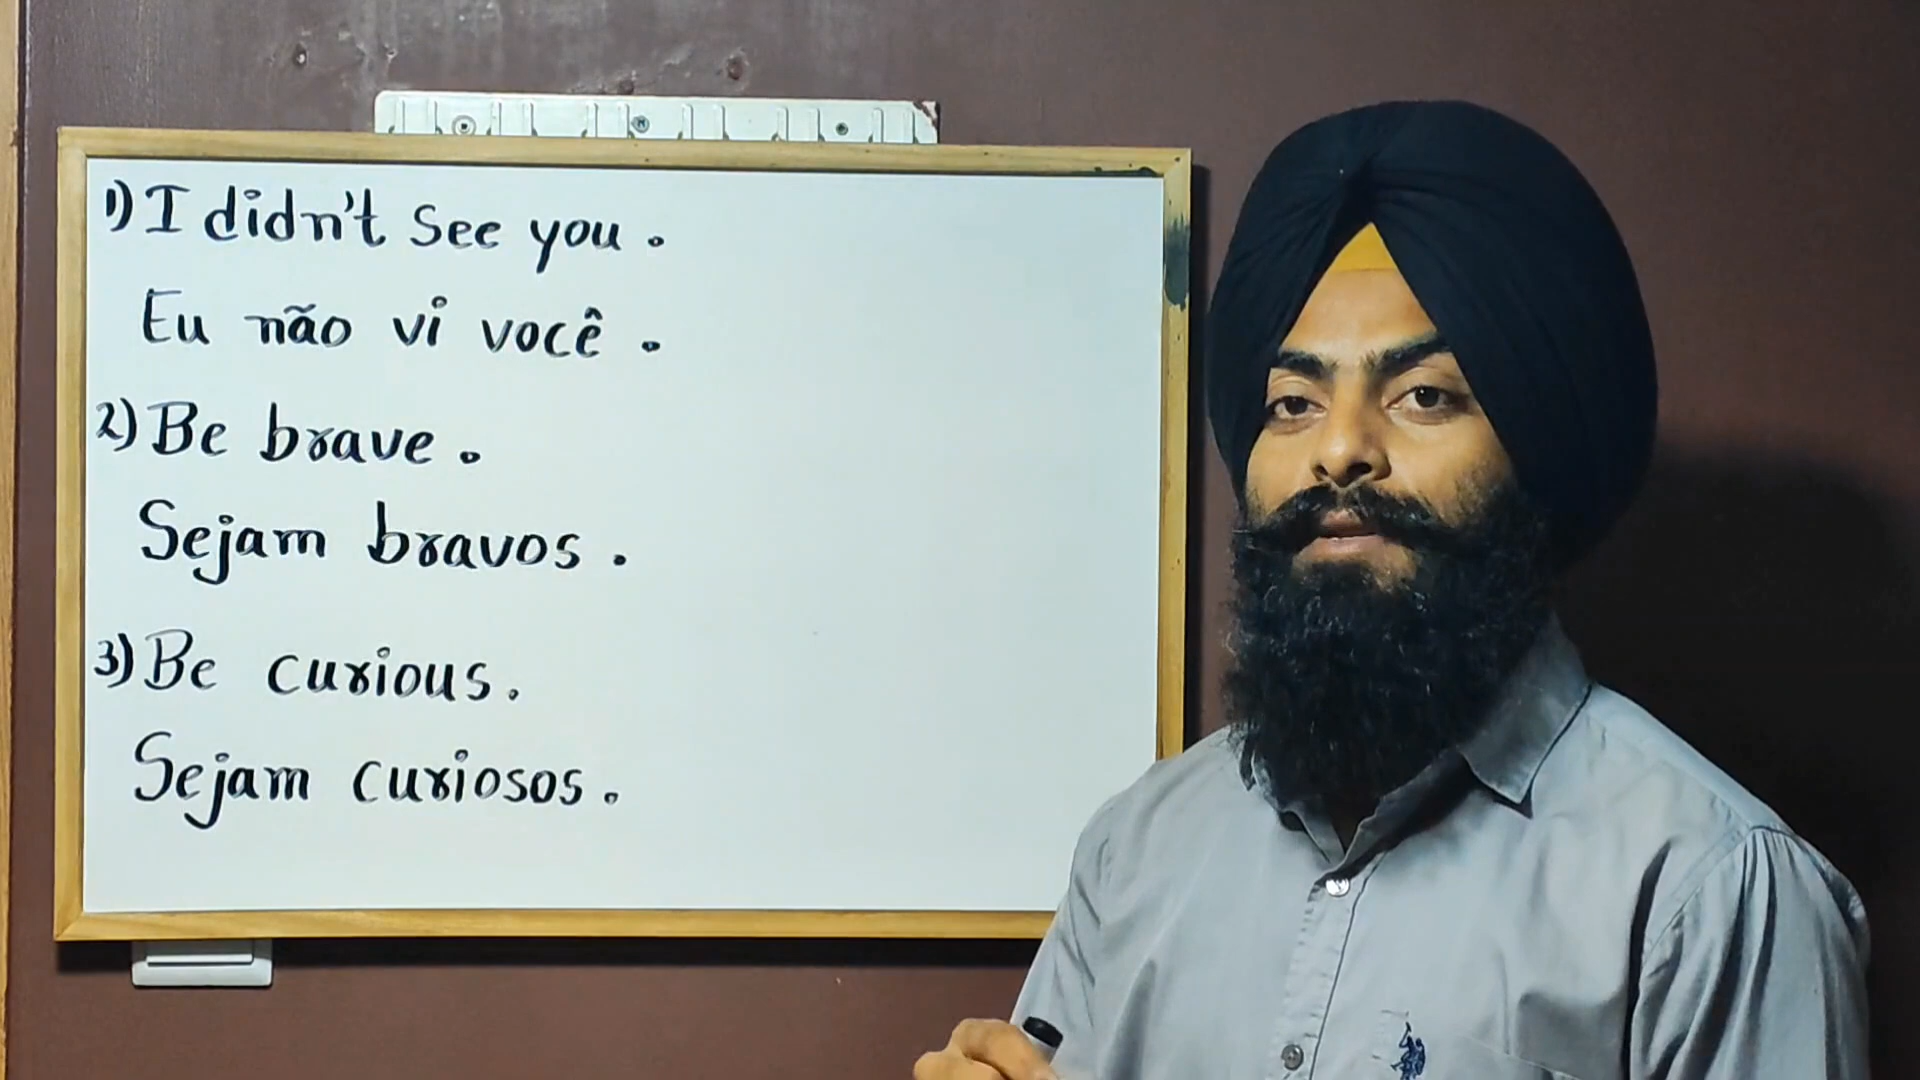 1) I didn't see you.
Eu não vi você.
2) Be brave.
Sejam bravos.
3) Be curious.
Sejam curiosos.